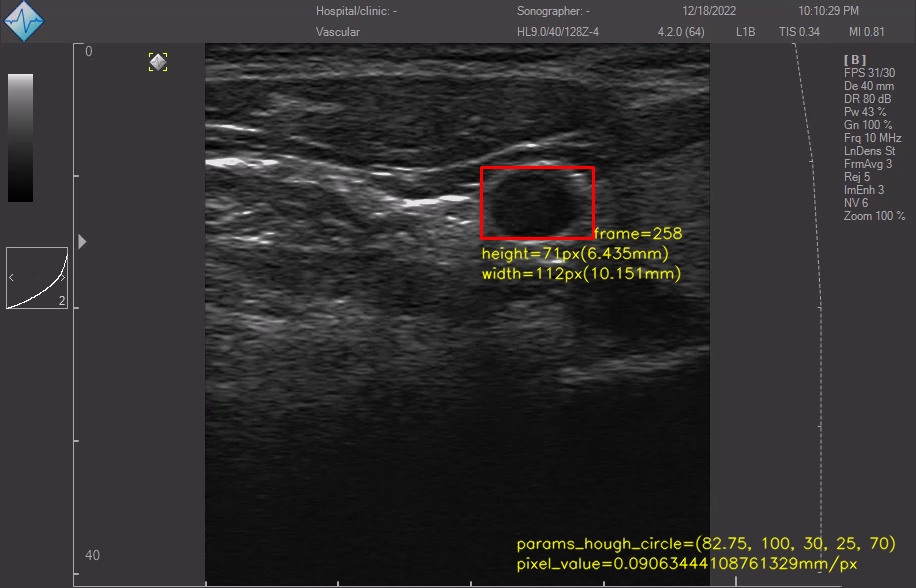 Hospital/clinic: - Sonographer: - 12/18/2022 10:10:29 PM
Vascular HL9.0/40/128Z-4 4.2.0 (64) L1B TIS 0.34 MI 0.81
0
[ B ]
FPS 31/30
De 40 mm
DR 80 dB
Pw 43 %
Gn 100 %
Frq 10 MHz
LnDens St
FrmAvg 3
Rej 5
ImEnh 3
NV 6
Zoom 100 %
frame=258
height=71px(6.435mm)
width=112px(10.151mm)
2
40
params_hough_circle=(82.75, 100, 30, 25, 70)
pixel_value=0.09063444108761329mm/px